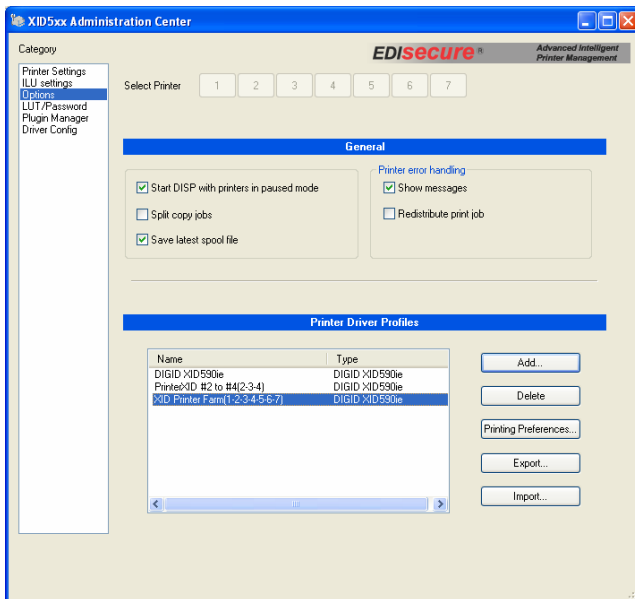 XID5xx Administration Center
Category
Printer Settings
ILU settings
Options
LUT/Password
Plugin Manager
Driver Config
EDIsecure ®
Advanced Intelligent
Printer Management
Select Printer 1 2 3 4 5 6 7
General
Start DISP with printers in paused mode
Split copy jobs
Save latest spool file
Printer error handling
Show messages
Redistribute print job
Printer Driver Profiles
Name Type
DIGID XID590ie DIGID XID590ie
PrinterXID #2 to #4(2-3-4) DIGID XID590ie
XID Printer Farm(1-2-3-4-5-6-7) DIGID XID590ie
Add...
Delete
Printing Preferences...
Export...
Import...